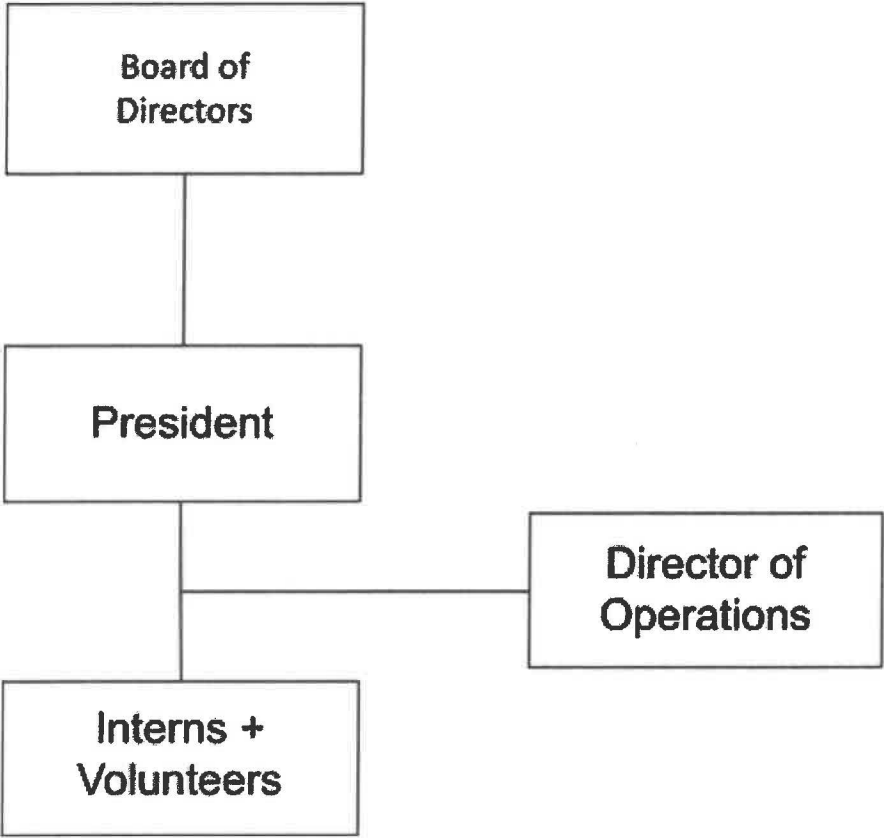 Board of
Directors
President
Director of
Operations
Interns +
Volunteers